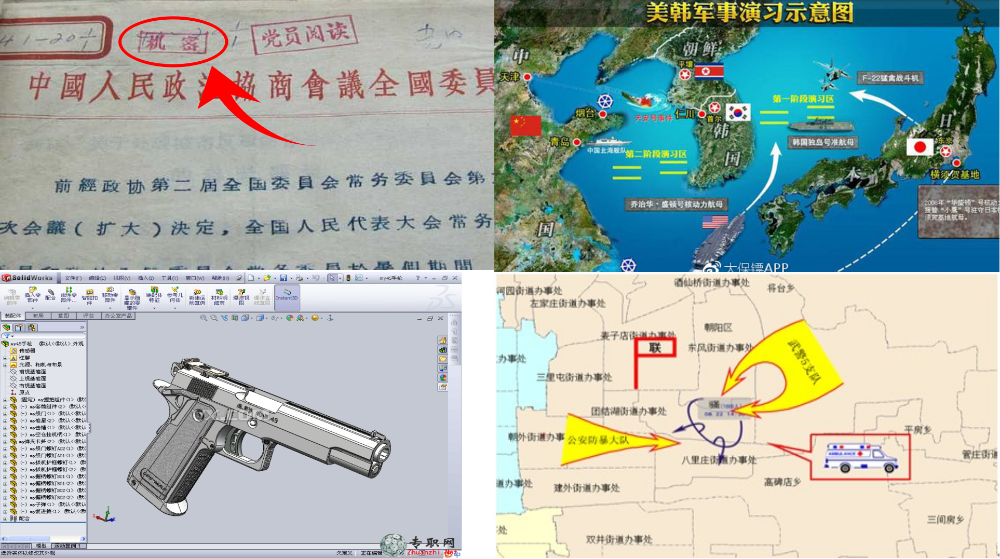 41-20 1/1
机密
党员阅读
中國人民政治協商會議全國委員
前經政协第二届全国委員会常务委員会第
次会議(扩大)决定,全国人民代表大会常务
美韩军事演习示意图
中
朝鲜
平壤
天津
F-22猛禽战斗机
第一阶段演习区
烟台
天安号事件
仁川
首尔
韩
日
东京
青岛
中国北海舰队
第二阶段演习区
61
韩国独岛号准航母
国
本
横须贺基地
乔治华·盛顿号核动力航母
2008年“华盛顿”号核动
接替“小鹰”号驻守日本
须贺基地航母。
国
大保镖APP
SolidWorks
文件(F) 编辑(E) 视图(V) 插入(I) 工具(T) 窗口(W) 帮助(H)
my45手枪
编辑零部件
插入零部件
配合
线性零部件...
智能扣件
移动零部件
显示隐藏的零部件
装配体特征
参考几何体
新建运动算例
材料明细表
爆炸视图
爆炸直线草图
Instant3D
装配体 布局 草图 评估 办公室产品
my45手枪 (默认<<默认>_外观
传感器
注解
光源、相机与布景
前视基准面
上视基准面
右视基准面
原点
(固定) my握把组件<1> (默认
(-) my套筒组件<2> (默认<<
(-) my照门<1> (默认<<默认
(-) my准星<2> (默认<<默认
(-) my击锤<1> (默认<<默认
(-) my空仓挂机柄<1> (默认
my弹夹卡笋<2> (默认<<默认
(-) my照门螺钉A02<1> (默认
(-) my照门螺钉A01<1> (默认
(-) my扳机护框螺钉<1> (默
(-) my扳机护框螺钉<2> (默
(-) my握柄螺钉B01<1> (默认
(-) my握柄螺钉B01<2> (默认
(-) my握柄螺钉B02<1> (默认
(-) my握柄螺钉B02<2> (默认
(-) my子弹<1> (默认<<默认
(-) my复进簧<1> (默认<<默
配合
模型 运动算例 1
选择实体以修改其外观
欠定义 正在编辑
专职网
Zhuanzhi.Net
河园街道办事处
酒仙桥街道办事处
将台乡
左家庄街道办事处
朝阳区
麦子店街道办事处
东风街道办事处
联
武警5支队
办事处
三里屯街道办事处
骚(1000人)
团结湖街道办事处
朝外街道办事
公安防暴大队
平房乡
AMBULANCE
八里庄街道办事处
管庄街道
道办事处
建外街道办事处
高碑店乡
三间房乡
处
双井街道办事处